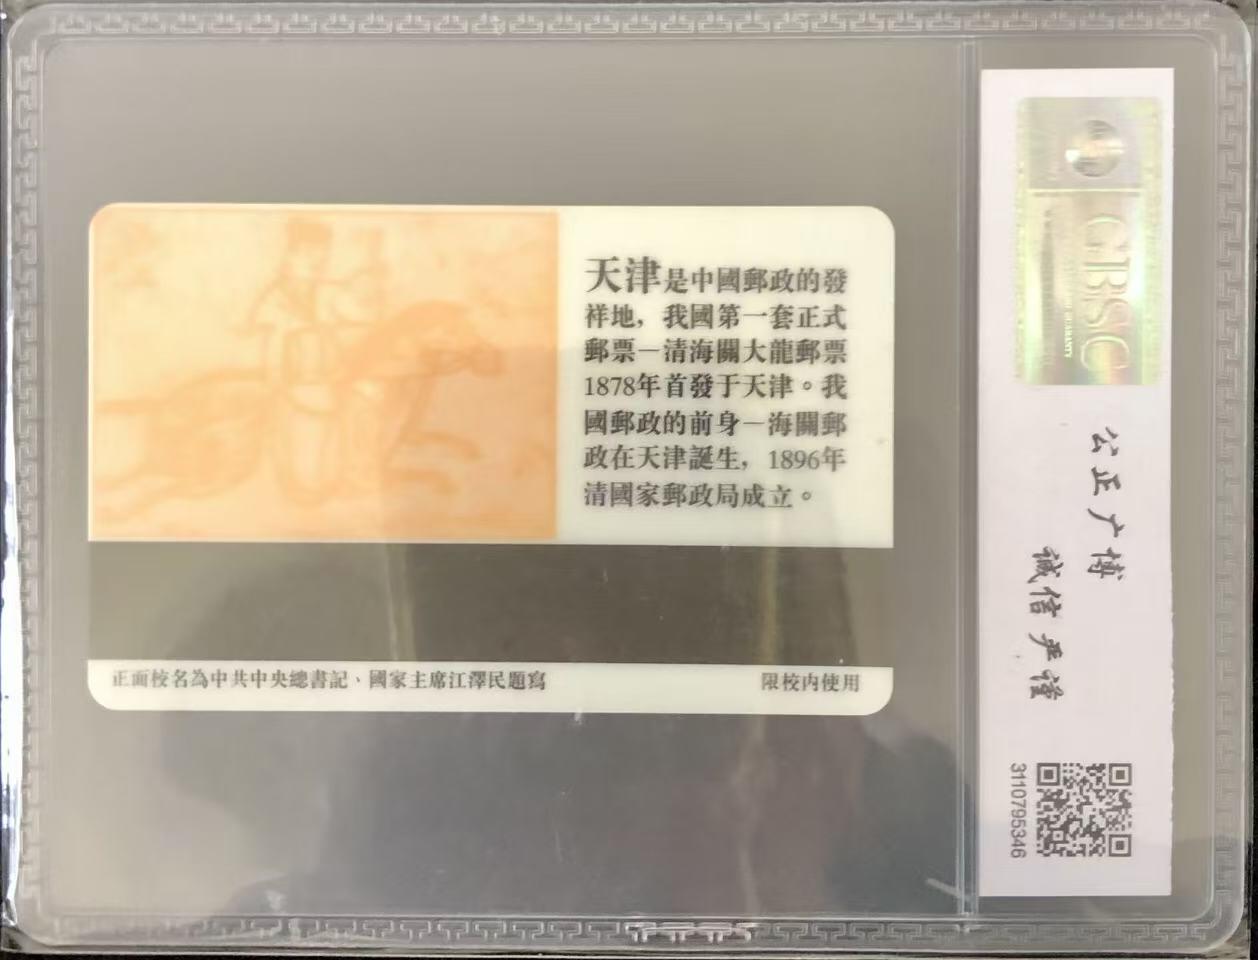 天津是中國郵政的發
祥地，我國第一套正式
郵票—清海關大龍郵票
1878年首發于天津。我
國郵政的前身—海關郵
政在天津誕生，1896年
清國家郵政局成立。
正面校名為中共中央總書記、國家主席江澤民題寫
限校内使用
GBSC
公正广博
诚信严谨
3110795346